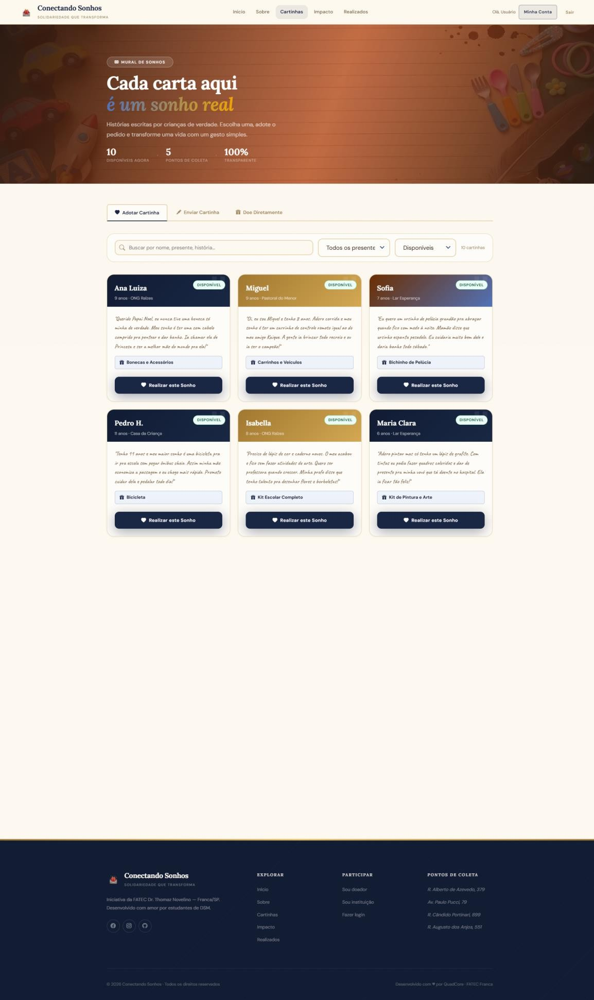 Conectando Sonhos
SOLIDARIEDADE QUE TRANSFORMA
Início
Sobre
Cartinhas
Impacto
Realizados
Olá, Usuário
Minha Conta
Sair
MURAL DE SONHOS
Cada carta aqui
é um sonho real
Histórias escritas por crianças de verdade. Escolha uma, adote o
pedido e transforme uma vida com um gesto simples.
10
DISPONÍVEIS AGORA
5
PONTOS DE COLETA
100%
TRANSPARENTE
Adotar Cartinha
Enviar Cartinha
Doe Diretamente
Buscar por nome, presente, história...
Todos os presente
Disponíveis
10 cartinhas
Ana Luiza
DISPONÍVEL
9 anos · ONG Raízes
"Querido Papai Noel, eu nunca tive uma boneca só
minha de verdade. Meu sonho é ter uma com cabelo
comprido pra pentear e dar banho. Ia chamar ela de
Princesa e ser a melhor mãe do mundo pra ela!"
Bonecas e Acessórios
Realizar este Sonho
Miguel
DISPONÍVEL
9 anos · Pastoral do Menor
"Oi, eu sou Miguel e tenho 8 anos. Adoro corrida e meu
sonho é ter um carrinho de controle remoto igual ao do
meu amigo Kaique. A gente ia brincar todo recreio e eu
ia ser o campeão!"
Carrinhos e Veículos
Realizar este Sonho
Sofia
DISPONÍVEL
7 anos · Lar Esperança
"Eu quero um ursinho de pelúcia grandão pra abraçar
quando fico com medo à noite. Mamãe disse que
ursinho espanta pesadelo. Eu cuidaria muito bem dele e
daria banho todo sábado."
Bichinho de Pelúcia
Realizar este Sonho
Pedro H.
DISPONÍVEL
11 anos · Casa da Criança
"Tenho 11 anos e meu maior sonho é uma bicicleta pra
ir pra escola sem pegar ônibus cheio. Assim minha mãe
economiza a passagem e eu chego mais rápido. Prometo
cuidar dela e pedalar todo dia!"
Bicicleta
Realizar este Sonho
Isabella
DISPONÍVEL
8 anos · ONG Raízes
"Preciso de lápis de cor e caderno novos. O meu acabou
e fico sem fazer atividades de arte. Quero ser
professora quando crescer. Minha profe disse que
tenho talento pra desenhar flores e borboletas!"
Kit Escolar Completo
Realizar este Sonho
Maria Clara
DISPONÍVEL
6 anos · Lar Esperança
"Adoro pintar mas só tenho um lápis de grafite. Com
tintas eu podia fazer quadros coloridos e dar de
presente pra minha vovó que tá doente no hospital. Ela
ia ficar tão feliz!"
Kit de Pintura e Arte
Realizar este Sonho
Conectando Sonhos
SOLIDARIEDADE QUE TRANSFORMA
Iniciativa da FATEC Dr. Thomaz Novelino — Franca/SP.
Desenvolvido com amor por estudantes de DSM.
EXPLORAR
Início
Sobre
Cartinhas
Impacto
Realizados
PARTICIPAR
Sou doador
Sou instituição
Fazer login
PONTOS DE COLETA
R. Alberto de Azevedo, 379
Av. Paulo Pucci, 79
R. Cândido Portinari, 899
R. Augusto dos Anjos, 551
© 2026 Conectando Sonhos · Todos os direitos reservados
Desenvolvido com ♥ por QuadCore · FATEC Franca